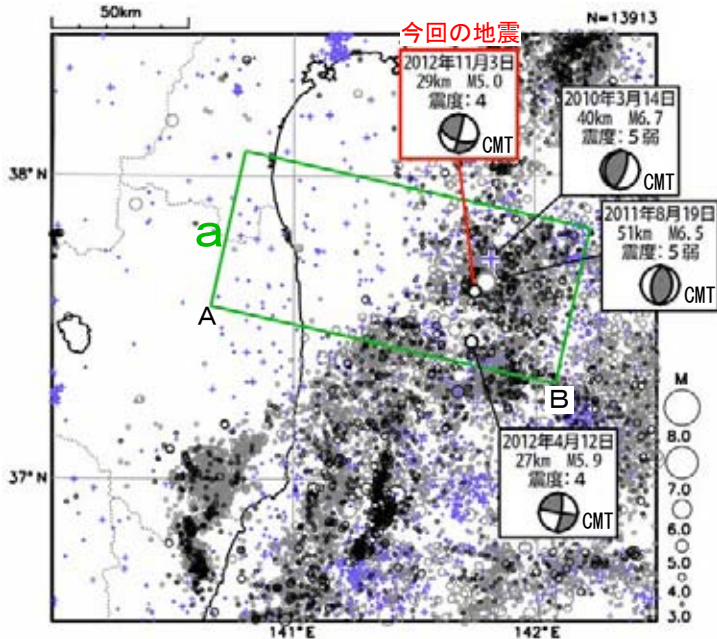 50km
N=13913
今回の地震
2012年11月3日
29km M5.0
震度：4
CMT
2010年3月14日
40km M6.7
震度：5弱
CMT
2011年8月19日
51km M6.5
震度：5弱
CMT
38°N
a
A
B
2012年4月12日
27km M5.9
震度：4
CMT
37°N
M
8.0
7.0
6.0
5.0
4.0
3.0
141°E
142°E